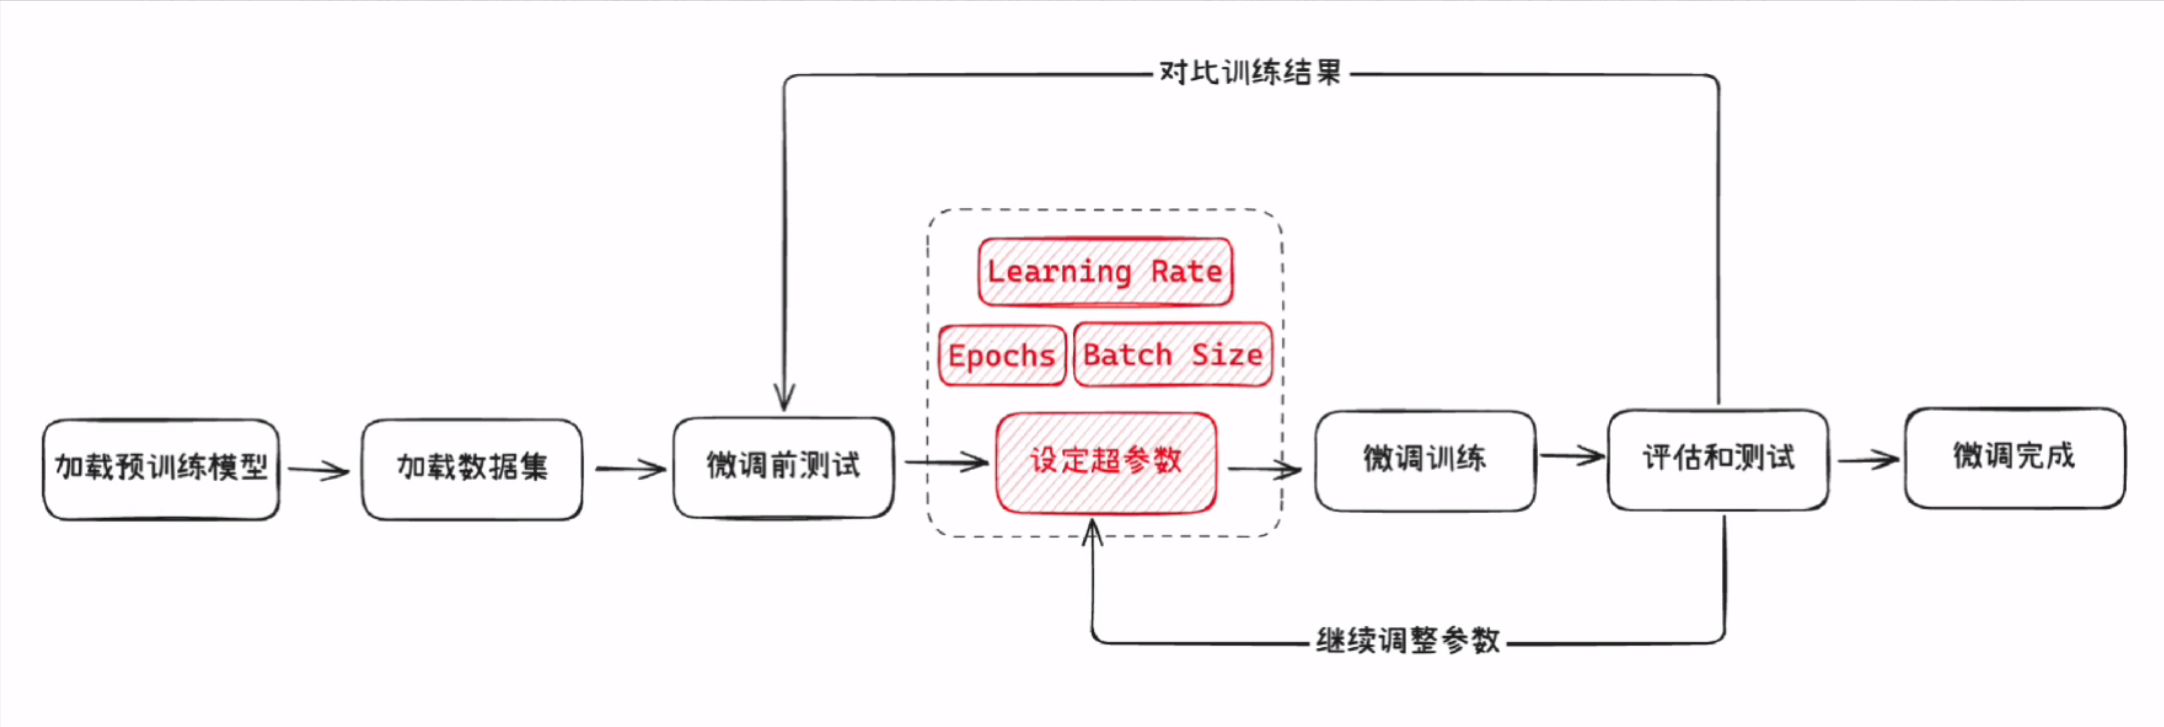 对比训练结果
Learning Rate
Epochs
Batch Size
加载预训练模型
加载数据集
微调前测试
设定超参数
微调训练
评估和测试
微调完成
继续调整参数